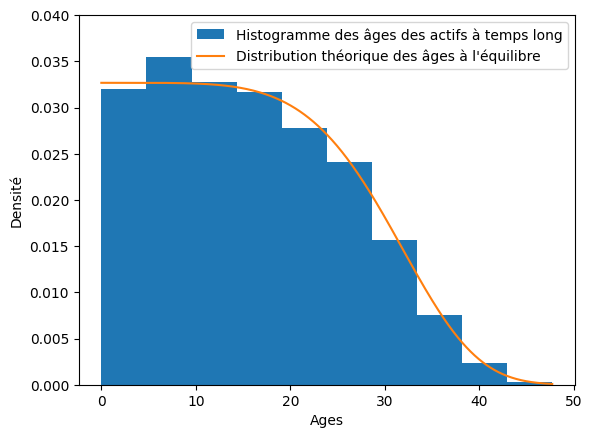 Histogramme des âges des actifs à temps long
Distribution théorique des âges à l'équilibre
0.040
0.035
0.030
0.025
0.020
0.015
0.010
0.005
0.000
Densité
0 10 20 30 40 50
Ages